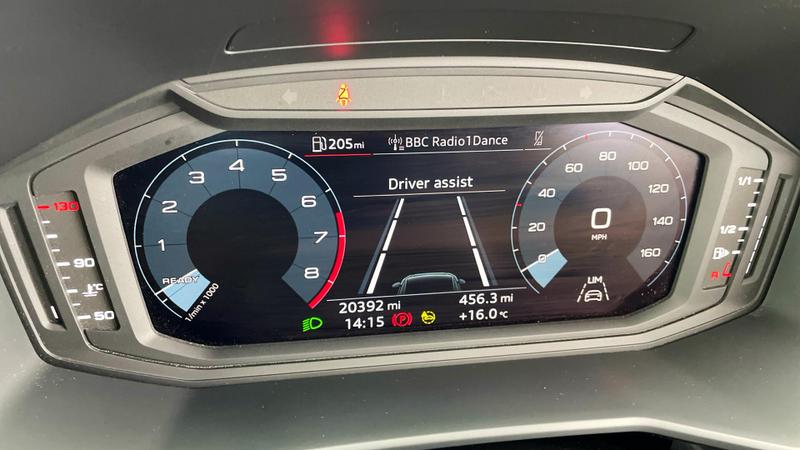 205mi
BBC Radio1Dance
Driver assist
1
2
3
4
5
6
7
8
READY
1/min x 1000
0
20
40
60
80
100
120
140
160
0
MPH
LIM
20392 mi
456.3 mi
14:15
P
+16.0°C
130
90
°C
50
1/1
1/2
R